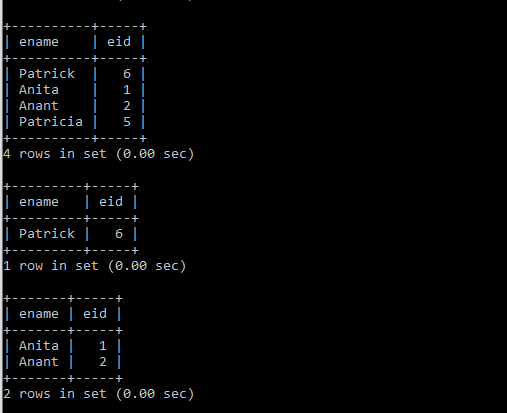 +----------+-----+
| ename    | eid |
+----------+-----+
| Patrick  |   6 |
| Anita    |   1 |
| Anant    |   2 |
| Patricia |   5 |
+----------+-----+
4 rows in set (0.00 sec)

+---------+-----+
| ename   | eid |
+---------+-----+
| Patrick |   6 |
+---------+-----+
1 row in set (0.00 sec)

+-------+-----+
| ename | eid |
+-------+-----+
| Anita |   1 |
| Anant |   2 |
+-------+-----+
2 rows in set (0.00 sec)